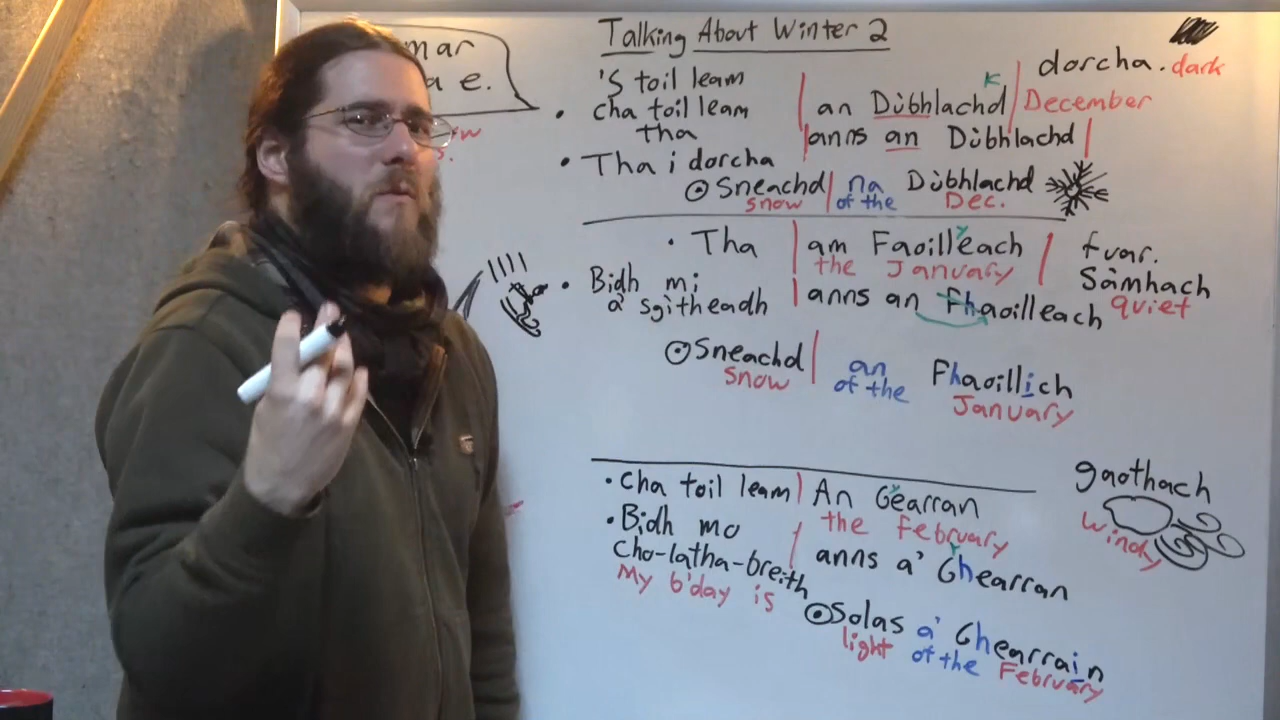 Talking About Winter 2
mar
a e.
'S toil leam
cha toil leam
tha
an Dùbhlachd
k
December
dorcha. dark
anns an Dùbhlachd
Tha i dorcha
Sneachd na Dùbhlachd
snow of the Dec.
Tha am Faoilleach fuar.
the January
Sàmhach
quiet
Bidh mi
a' sgitheadh
anns an Fhaoilleach
Sneachd an Fhaoillich
snow of the January
Cha toil leam An Gearran
the February
gaothach
windy
Bidh mo
cho-latha-breith
anns a' Ghearran
My b'day is
Solas a' Ghearrain
light of the February